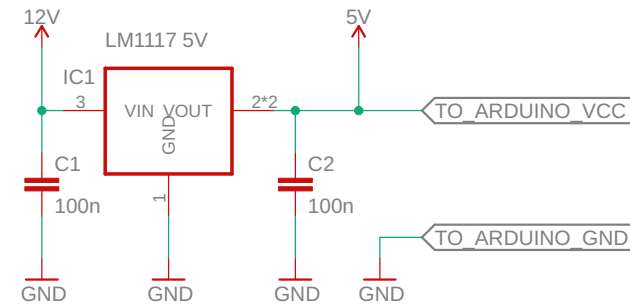 12V
5V
LM1117 5V
IC1
3
VIN VOUT
2*2
GND
TO_ARDUINO_VCC
C1
C2
1
100n
100n
TO_ARDUINO_GND
GND
GND
GND
GND